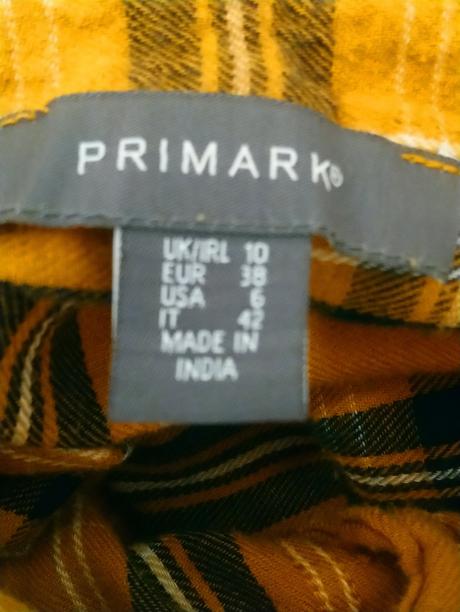 PRIMARK®
UK/IRL 10
EUR 38
USA 6
IT 42
MADE IN
INDIA